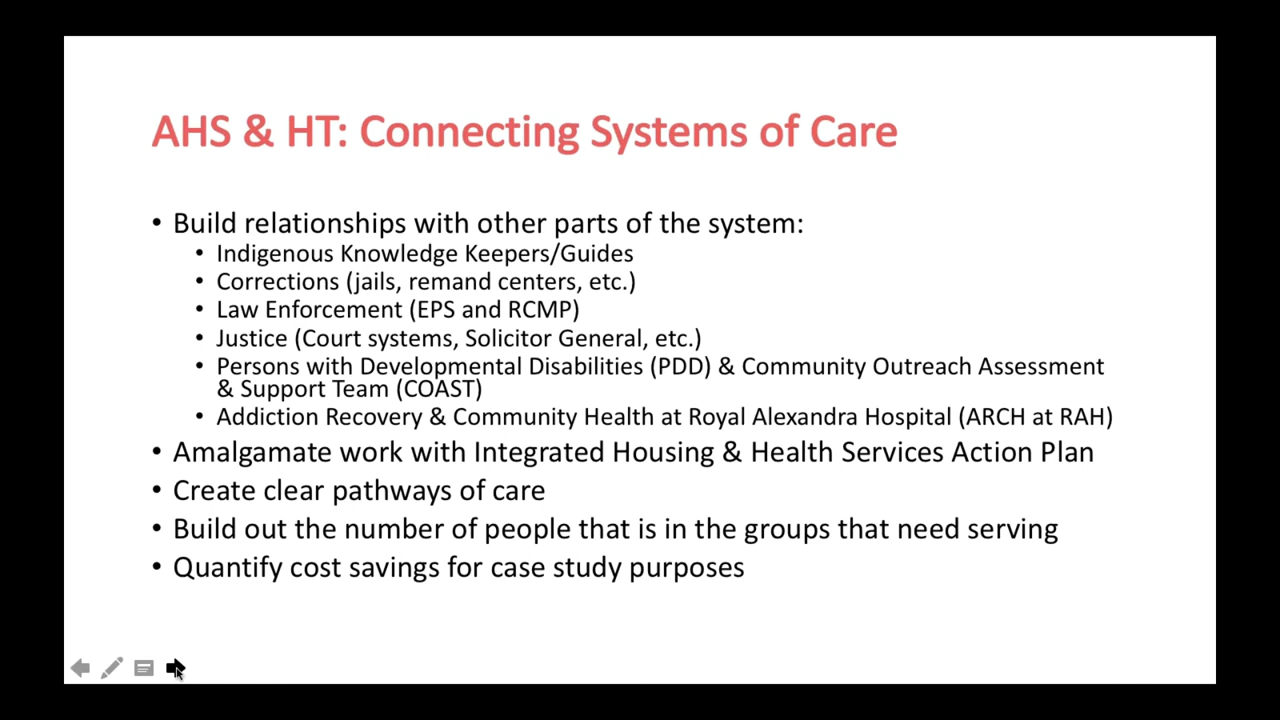 AHS & HT: Connecting Systems of Care
• Build relationships with other parts of the system:
• Indigenous Knowledge Keepers/Guides
• Corrections (jails, remand centers, etc.)
• Law Enforcement (EPS and RCMP)
• Justice (Court systems, Solicitor General, etc.)
• Persons with Developmental Disabilities (PDD) & Community Outreach Assessment
& Support Team (COAST)
• Addiction Recovery & Community Health at Royal Alexandra Hospital (ARCH at RAH)
• Amalgamate work with Integrated Housing & Health Services Action Plan
• Create clear pathways of care
• Build out the number of people that is in the groups that need serving
• Quantify cost savings for case study purposes